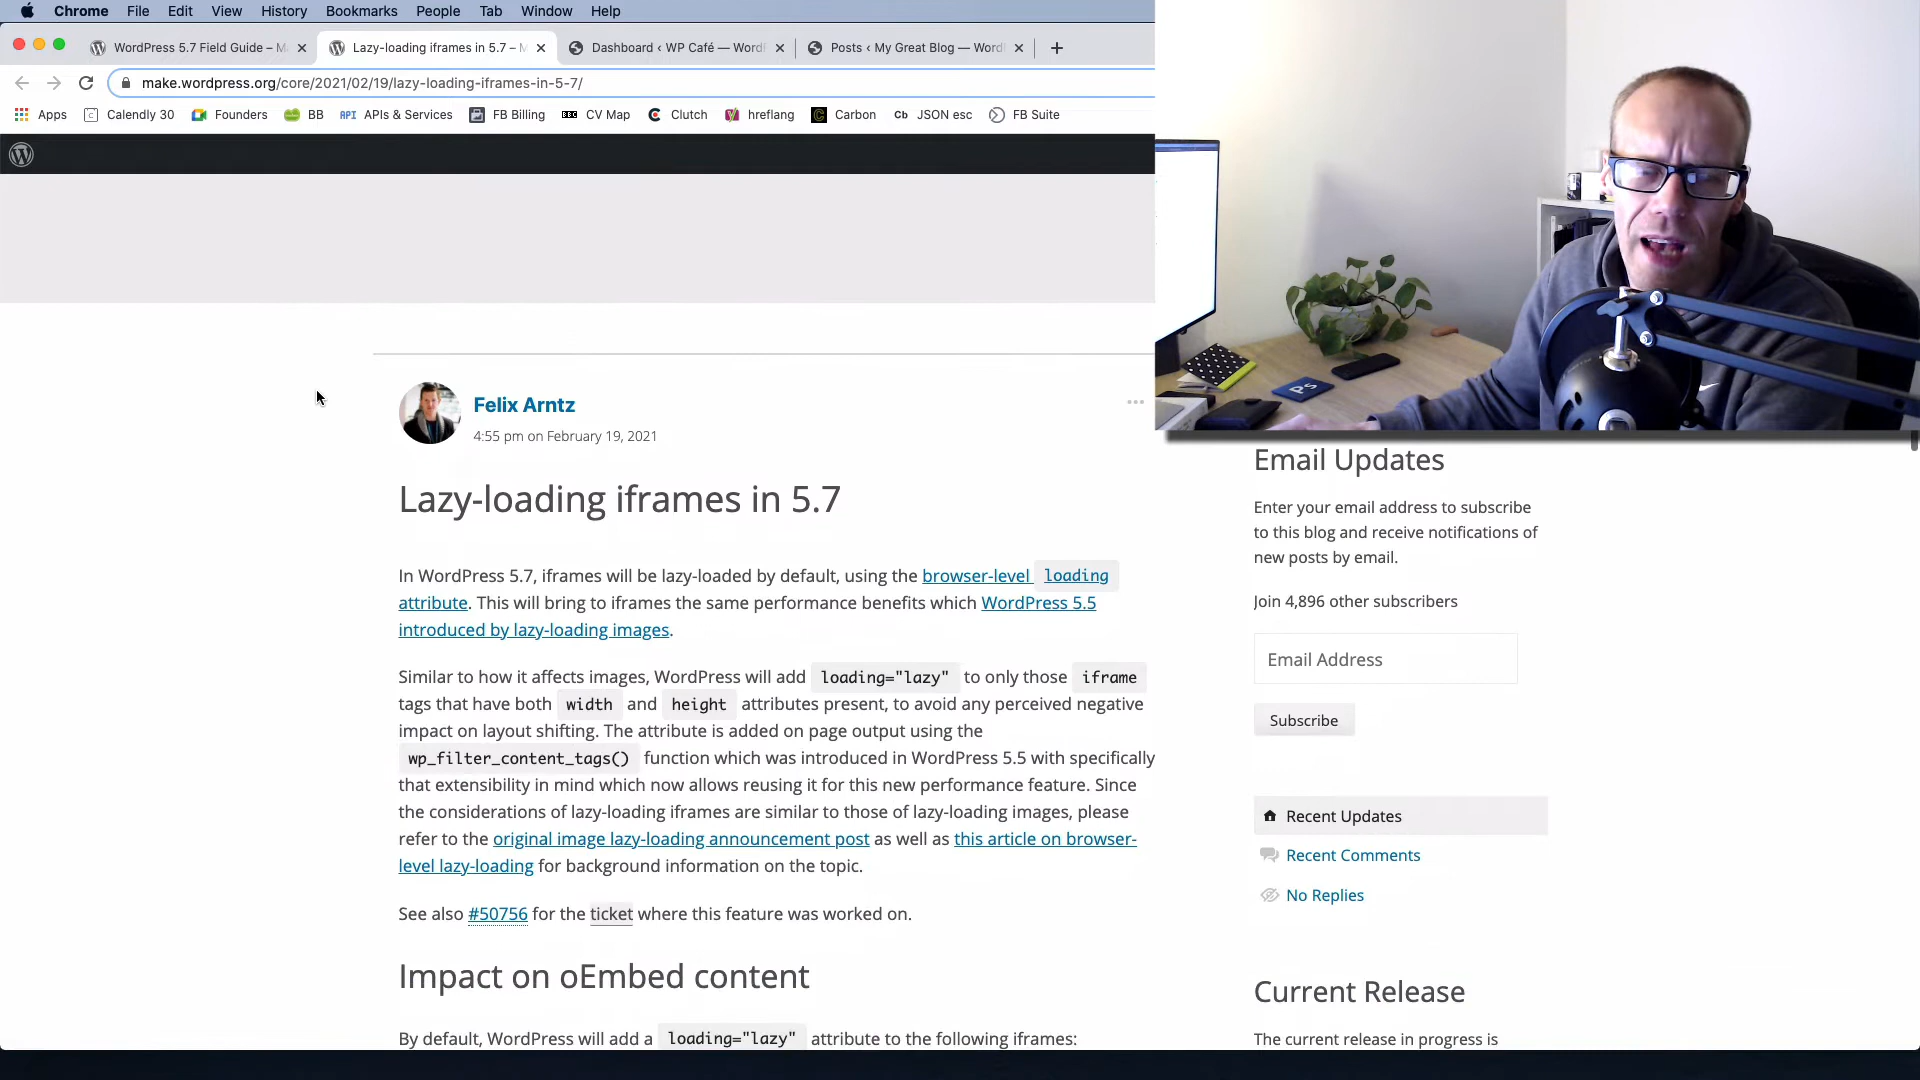 Chrome File Edit View History Bookmarks People Tab Window Help
WordPress 5.7 Field Guide – M
Lazy-loading iframes in 5.7 – M
Dashboard ‹ WP Café — Word
Posts ‹ My Great Blog — Word
make.wordpress.org/core/2021/02/19/lazy-loading-iframes-in-5-7/
Apps Calendly 30 Founders BB API APIs & Services FB Billing BBC CV Map Clutch hreflang Carbon Cb JSON esc FB Suite
Felix Arntz
4:55 pm on February 19, 2021
Lazy-loading iframes in 5.7
In WordPress 5.7, iframes will be lazy-loaded by default, using the browser-level loading
attribute. This will bring to iframes the same performance benefits which WordPress 5.5
introduced by lazy-loading images.
Similar to how it affects images, WordPress will add loading="lazy" to only those iframe
tags that have both width and height attributes present, to avoid any perceived negative
impact on layout shifting. The attribute is added on page output using the
wp_filter_content_tags() function which was introduced in WordPress 5.5 with specifically
that extensibility in mind which now allows reusing it for this new performance feature. Since
the considerations of lazy-loading iframes are similar to those of lazy-loading images, please
refer to the original image lazy-loading announcement post as well as this article on browser-
level lazy-loading for background information on the topic.
See also #50756 for the ticket where this feature was worked on.
Impact on oEmbed content
By default, WordPress will add a loading="lazy" attribute to the following iframes:
Ps
Email Updates
Enter your email address to subscribe
to this blog and receive notifications of
new posts by email.
Join 4,896 other subscribers
Email Address
Subscribe
Recent Updates
Recent Comments
No Replies
Current Release
The current release in progress is